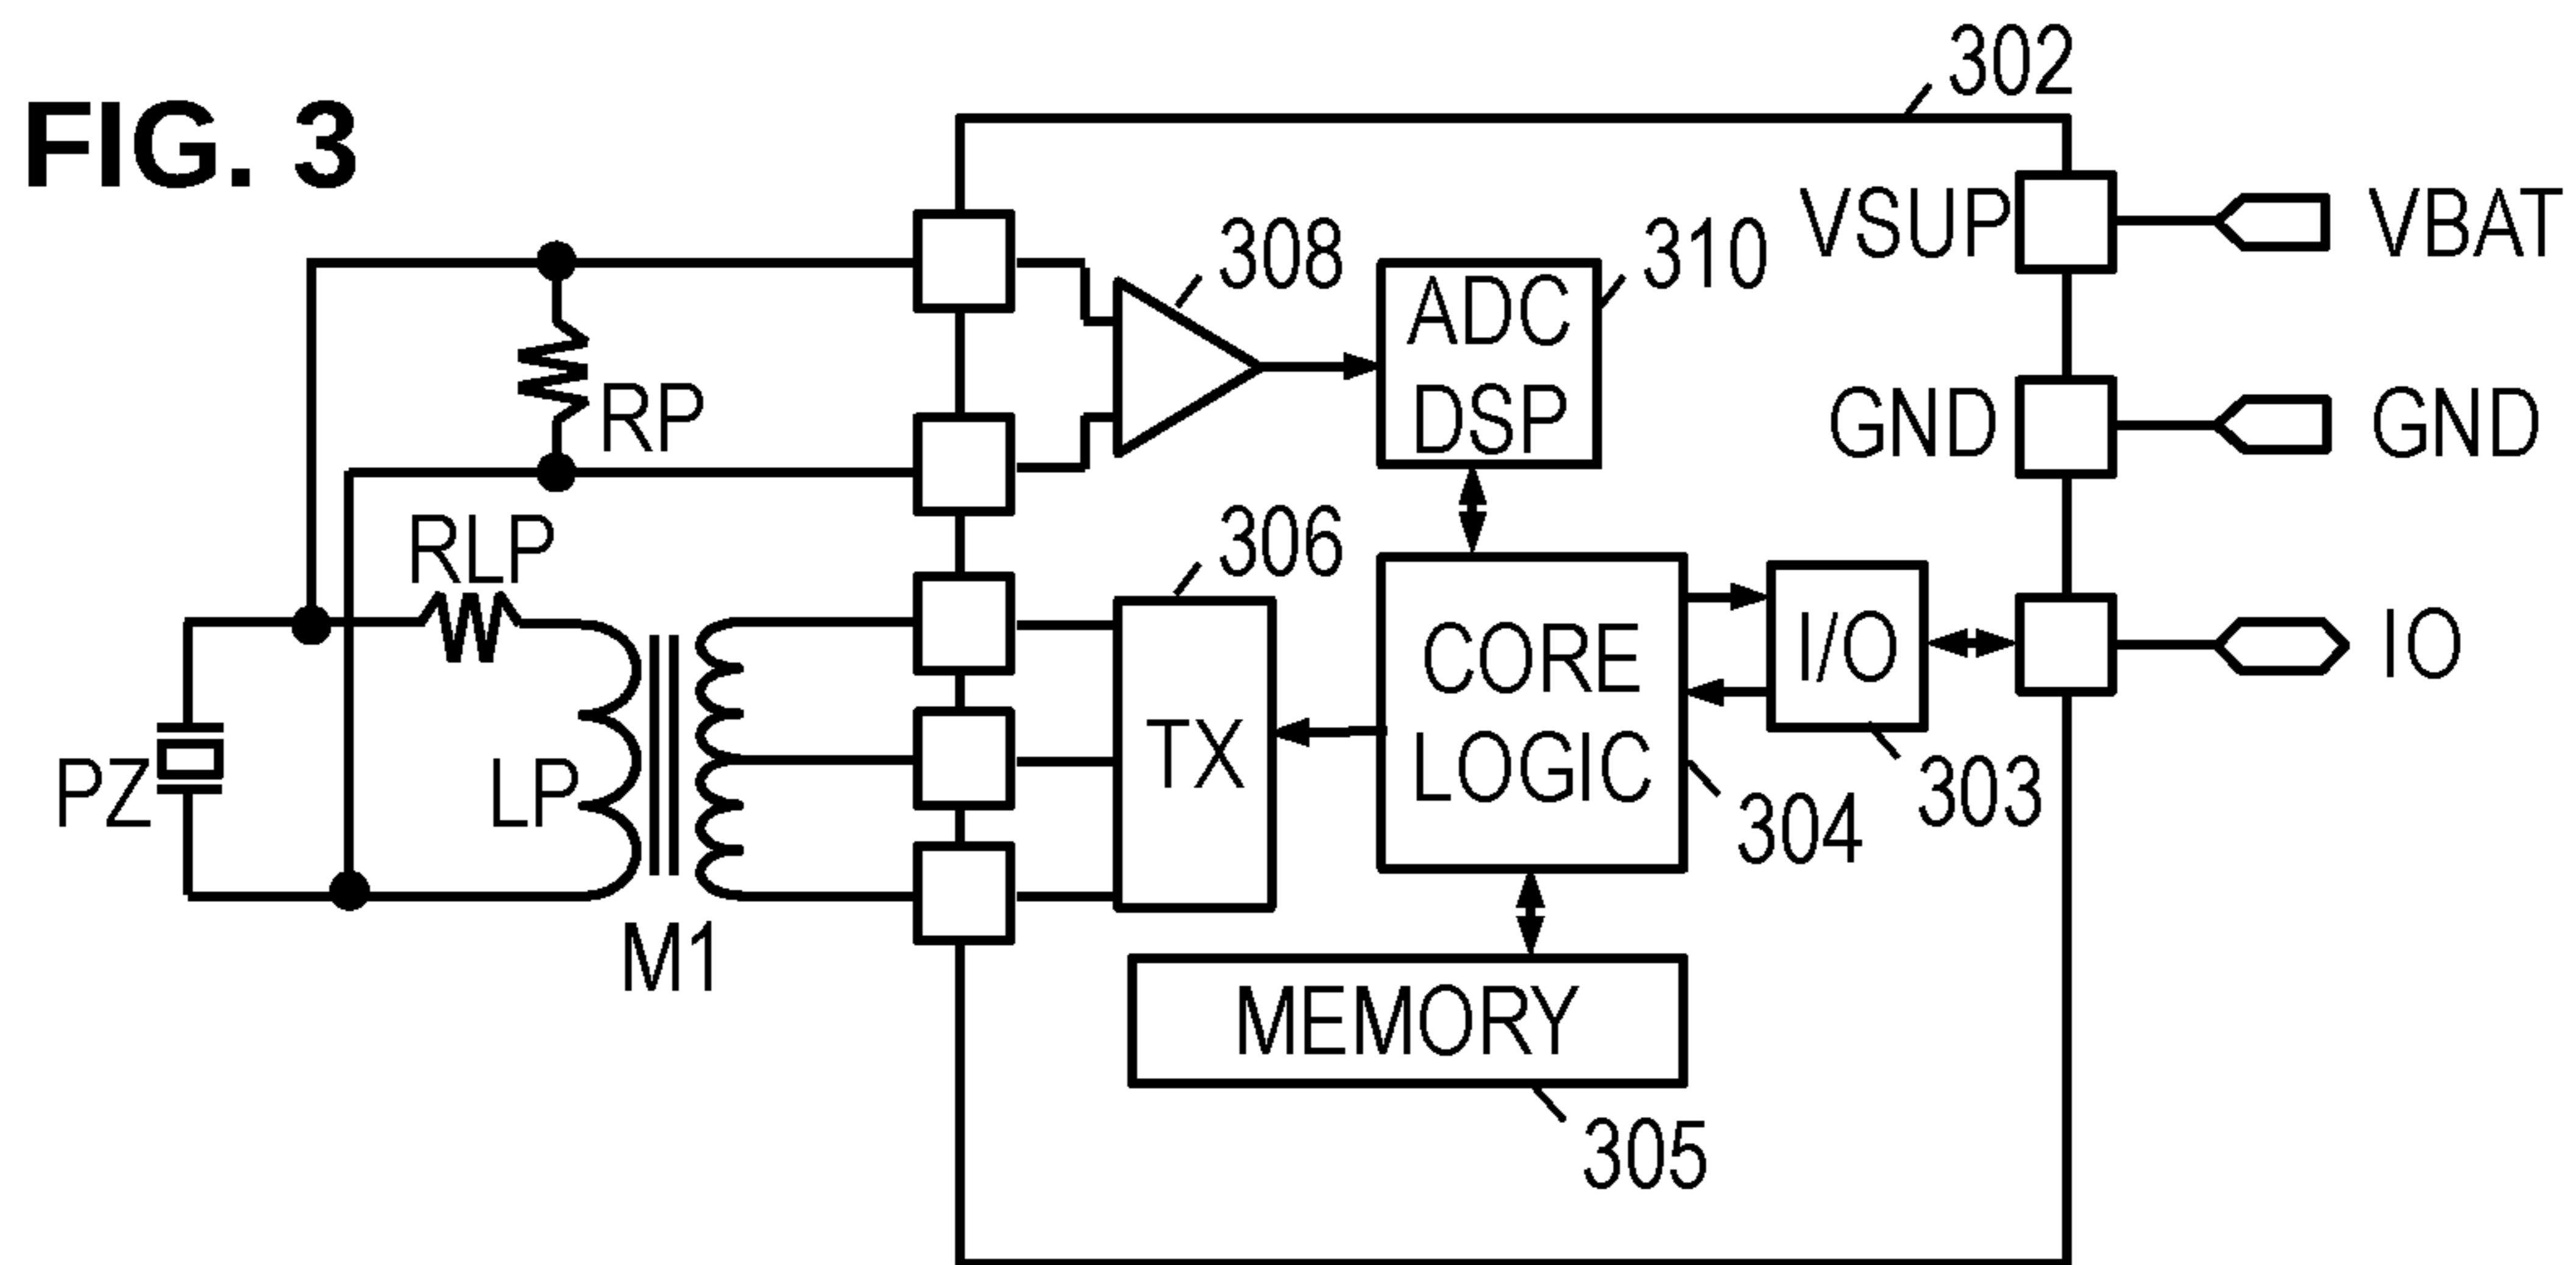 FIG. 3
302
VSUP
VBAT
308
310
ADC
DSP
RP
GND
GND
RLP
306
CORE
LOGIC
I/O
IO
TX
PZ
LP
304
303
M1
MEMORY
305